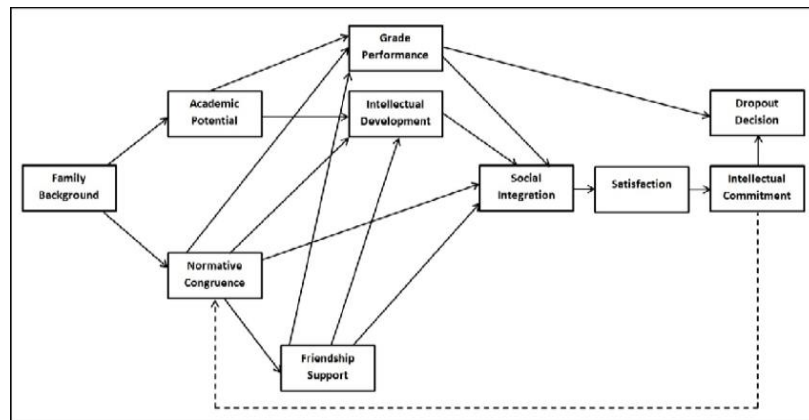 Grade
Performance
Academic
Potential
Intellectual
Development
Dropout
Decision
Family
Background
Social
Integration
Satisfaction
Intellectual
Commitment
Normative
Congruence
Friendship
Support